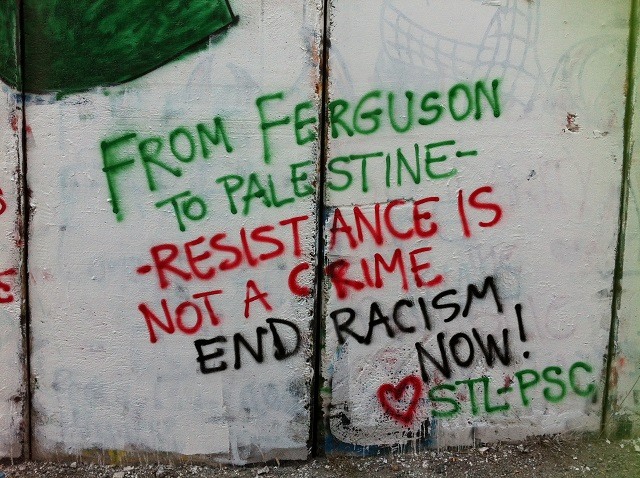 FROM FERGUSON
TO PALESTINE-
-RESISTANCE IS
NOT A CRIME
END RACISM
NOW!
STL-PSC